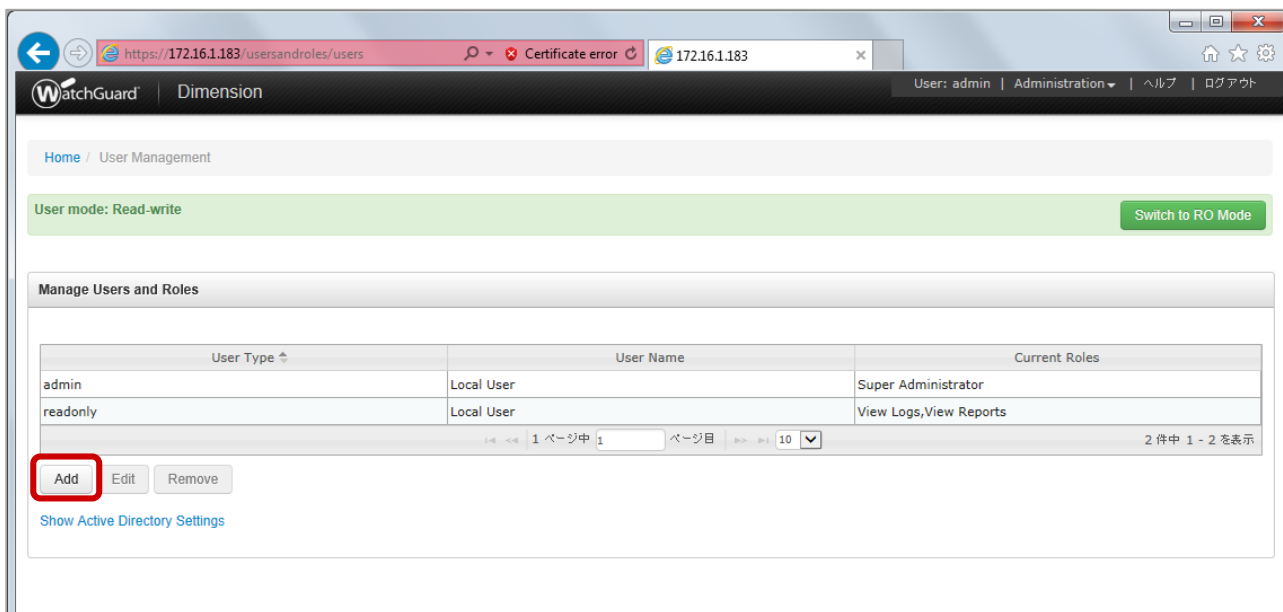 https://172.16.1.183/usersandroles/users Certificate error 172.16.1.183
WatchGuard Dimension User: admin | Administration | ヘルプ | ログアウト
Home / User Management
User mode: Read-write Switch to RO Mode
Manage Users and Roles
User Type User Name Current Roles
admin Local User Super Administrator
readonly Local User View Logs,View Reports
1 ページ中 1 ページ目 10 2 件中 1 - 2 を表示
Add Edit Remove
Show Active Directory Settings